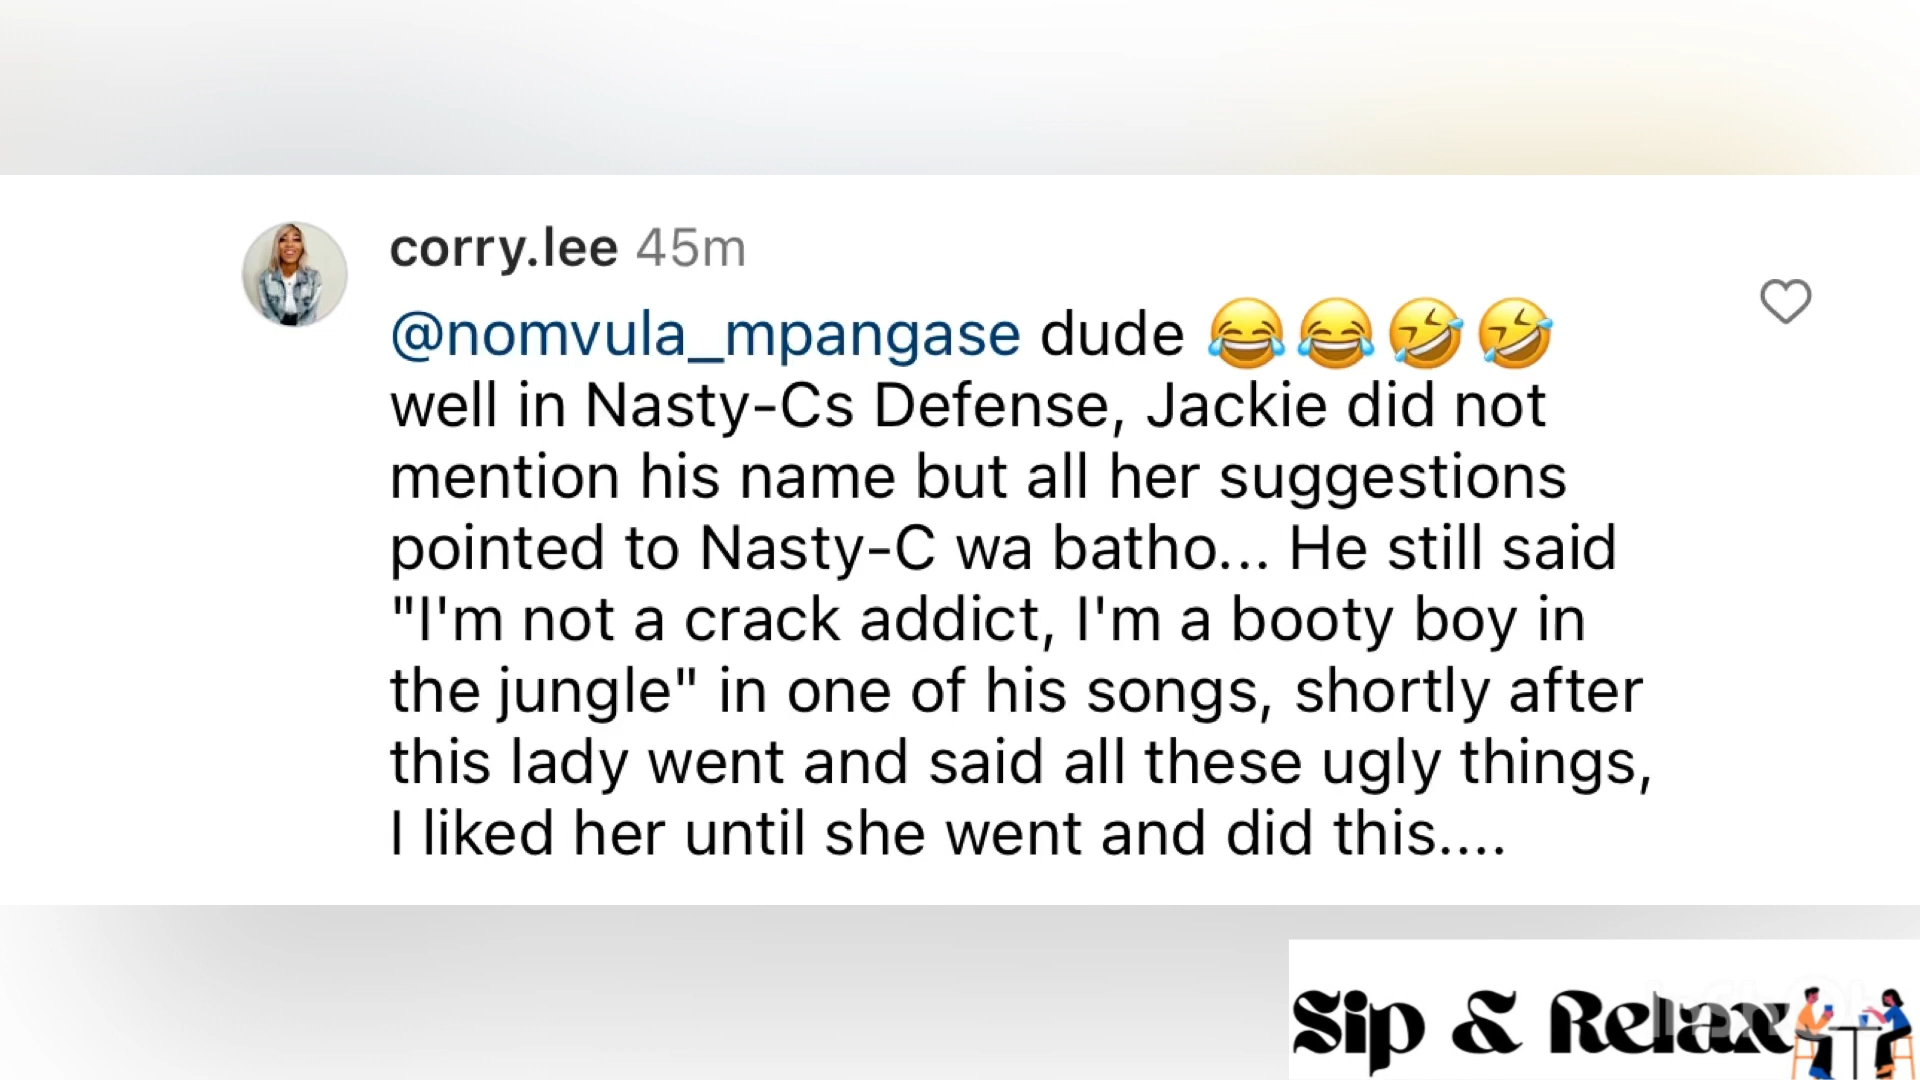 corry.lee 45m
@nomvula_mpangase dude 😂😂🤣🤣
well in Nasty-Cs Defense, Jackie did not
mention his name but all her suggestions
pointed to Nasty-C wa batho... He still said
"I'm not a crack addict, I'm a booty boy in
the jungle" in one of his songs, shortly after
this lady went and said all these ugly things,
I liked her until she went and did this....
Sip & Relax